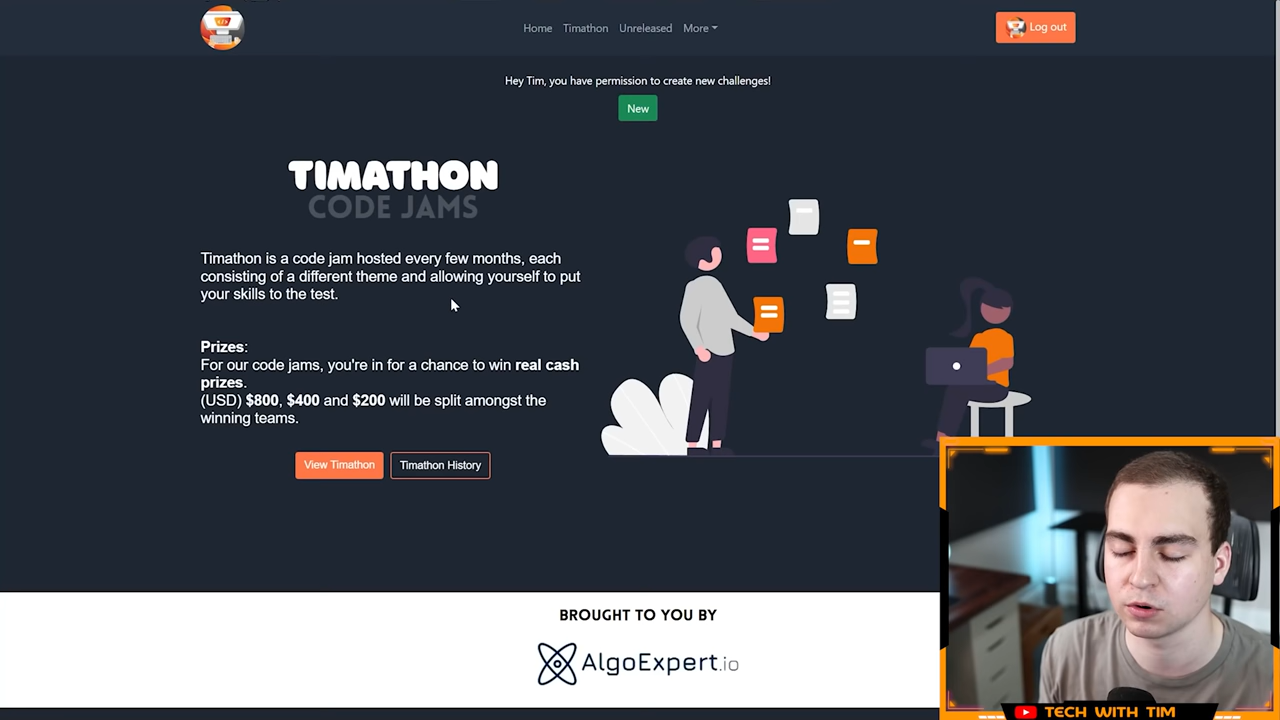 Home
Timathon
Unreleased
More
Log out
Hey Tim, you have permission to create new challenges!
New
TIMATHON
CODE JAMS
Timathon is a code jam hosted every few months, each
consisting of a different theme and allowing yourself to put
your skills to the test.
Prizes:
For our code jams, you're in for a chance to win real cash
prizes.
(USD) $800, $400 and $200 will be split amongst the
winning teams.
View Timathon
Timathon History
BROUGHT TO YOU BY
AlgoExpert.io
TECH WITH TIM